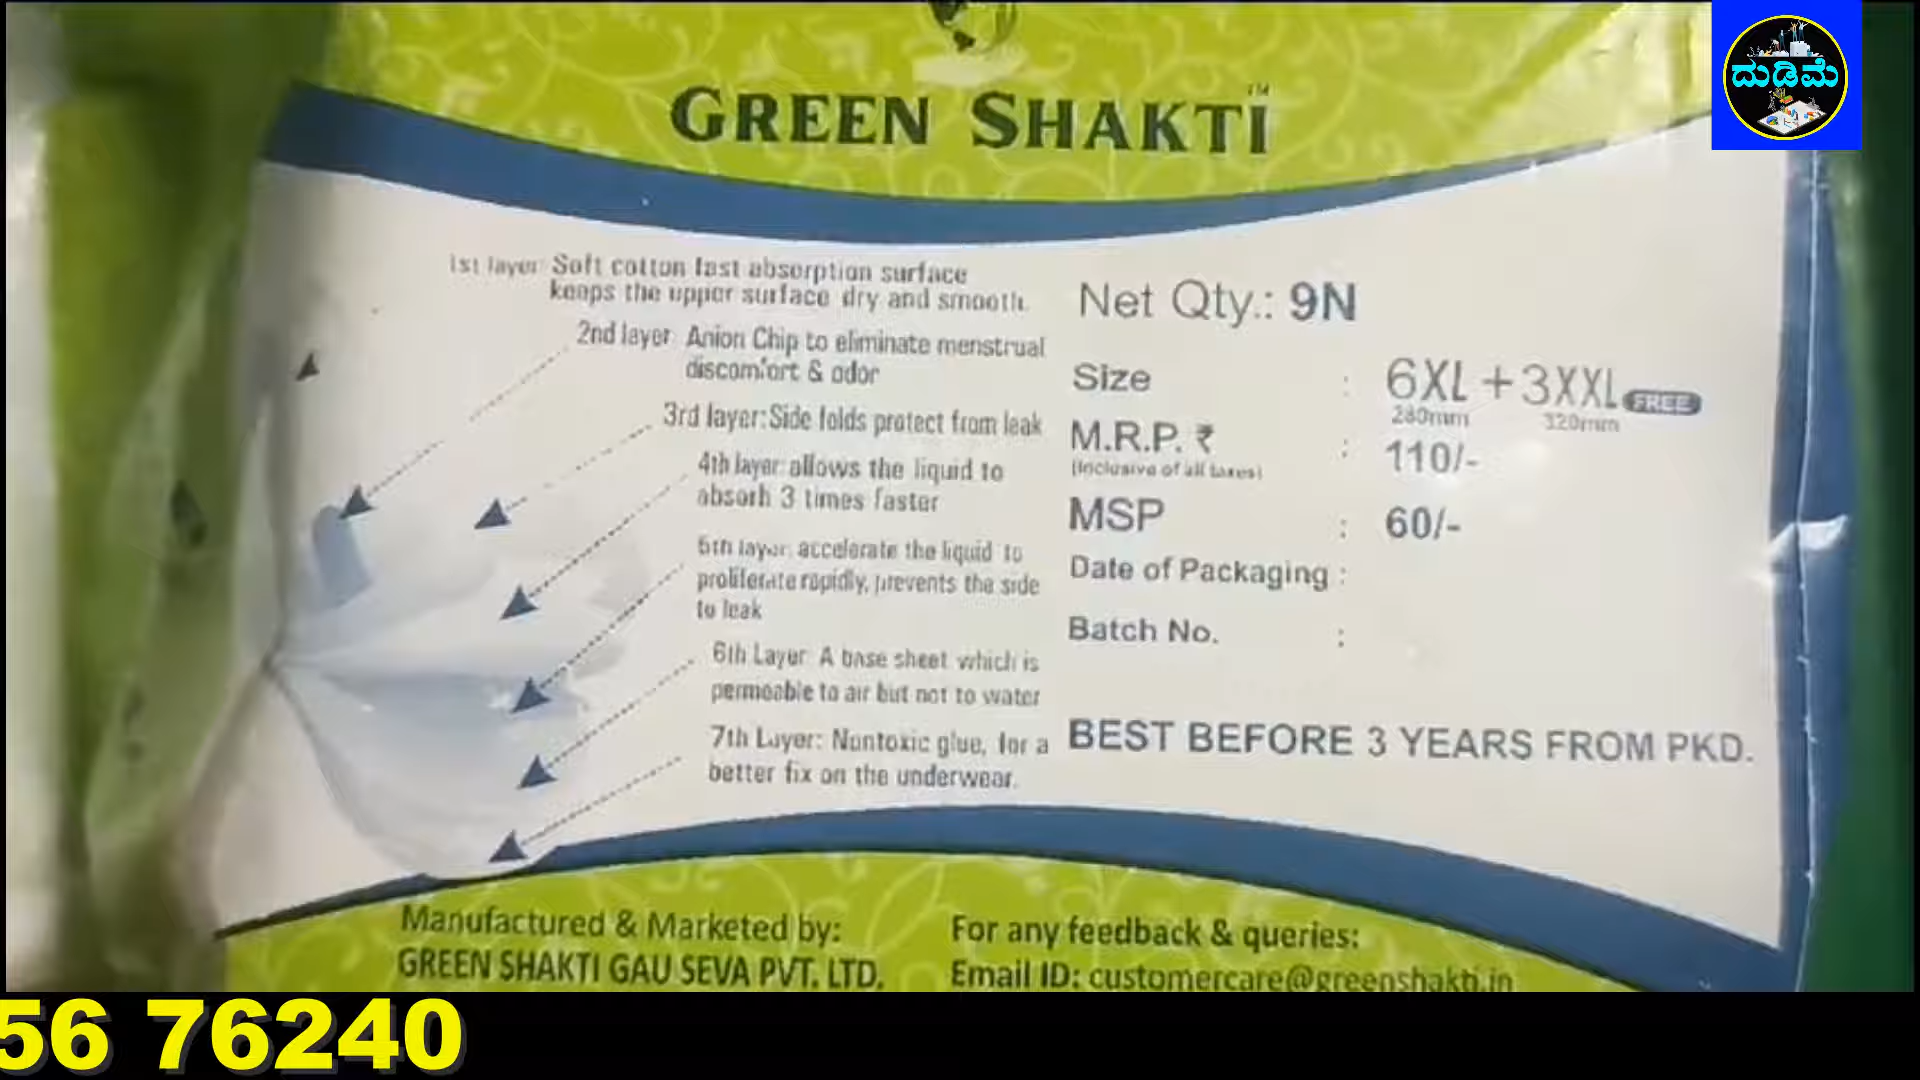 ದುಡಿಮೆ
GREEN SHAKTI™
1st layer: Soft cotton fast absorption surface
keeps the upper surface dry and smooth.
2nd layer: Anion Chip to eliminate menstrual
discomfort & odor
3rd layer: Side folds protect from leak
4th layer: allows the liquid to
absorb 3 times faster
5th layer: accelerate the liquid to
proliferate rapidly, prevents the side
to leak
6th Layer: A base sheet which is
permeable to air but not to water
7th Layer: Nontoxic glue, for a
better fix on the underwear.
Net Qty.: 9N
Size : 6XL + 3XXL FREE
280mm 320mm
M.R.P. ₹ : 110/-
(Inclusive of all taxes)
MSP : 60/-
Date of Packaging :
Batch No. :
BEST BEFORE 3 YEARS FROM PKD.
Manufactured & Marketed by:
GREEN SHAKTI GAU SEVA PVT. LTD.
For any feedback & queries:
Email ID: customercare@greenshakti.in
56 76240